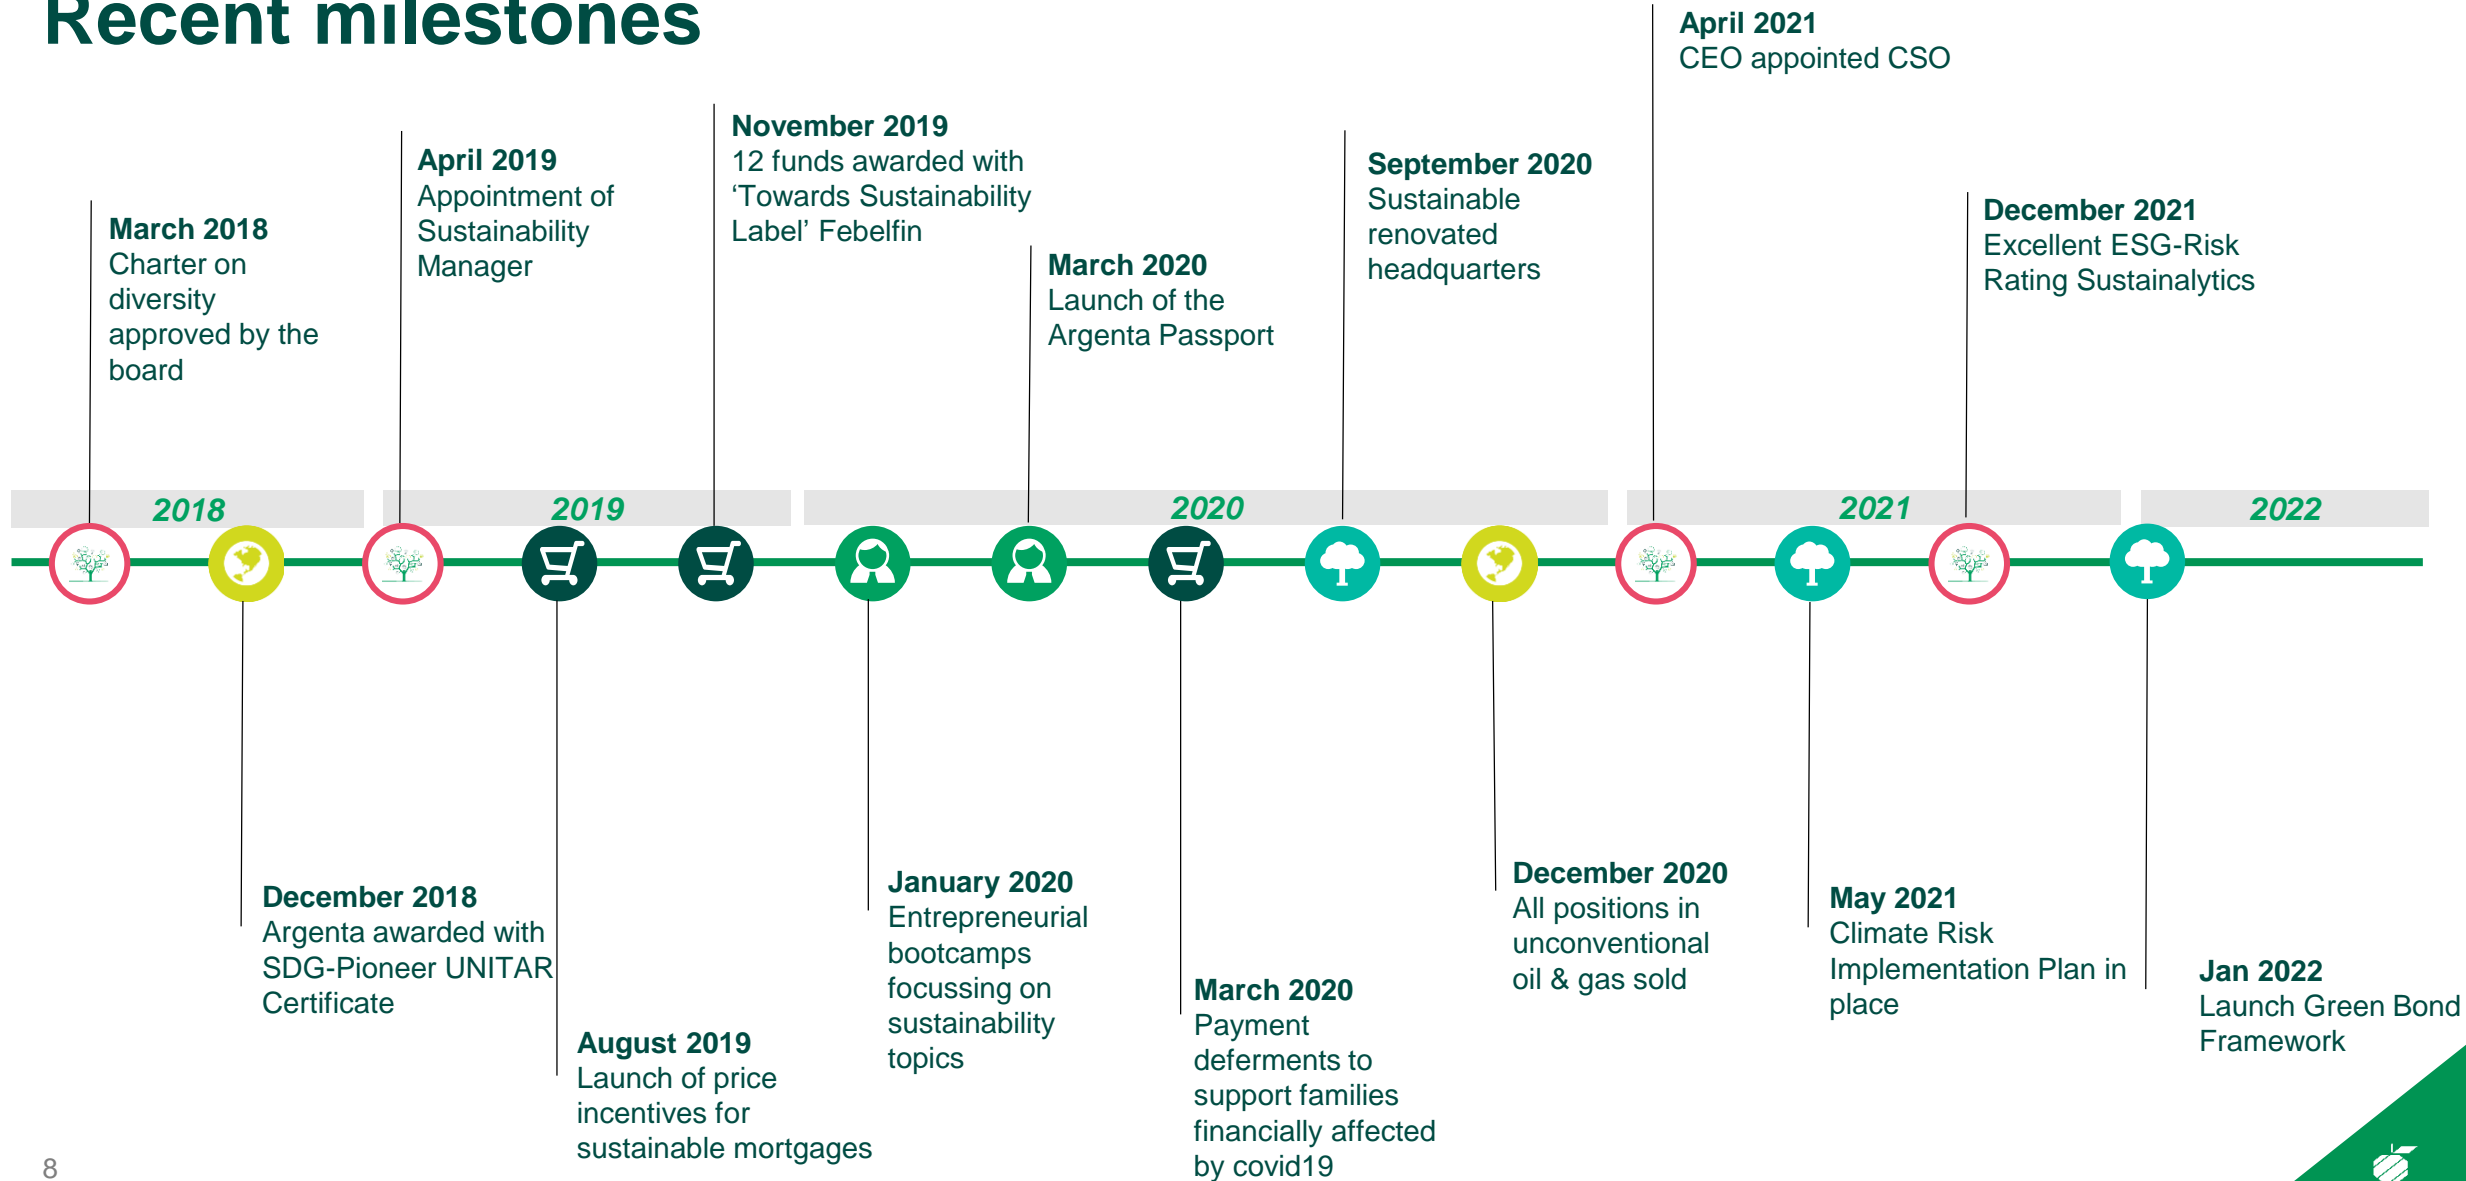 Recent milestones
April 2021
CEO appointed CSO
November 2019
12 funds awarded with
‘Towards Sustainability
Label’ Febelfin
April 2019
Appointment of
Sustainability
Manager
September 2020
Sustainable
renovated
headquarters
December 2021
Excellent ESG-Risk
Rating Sustainalytics
March 2018
Charter on
diversity
approved by the
board
March 2020
Launch of the
Argenta Passport
2018
2019
2020
2021
2022
December 2018
Argenta awarded with
SDG-Pioneer UNITAR
Certificate
August 2019
Launch of price
incentives for
sustainable mortgages
January 2020
Entrepreneurial
bootcamps
focussing on
sustainability
topics
March 2020
Payment
deferments to
support families
financially affected
by covid19
December 2020
All positions in
unconventional
oil & gas sold
May 2021
Climate Risk
Implementation Plan in
place
Jan 2022
Launch Green Bond
Framework
8